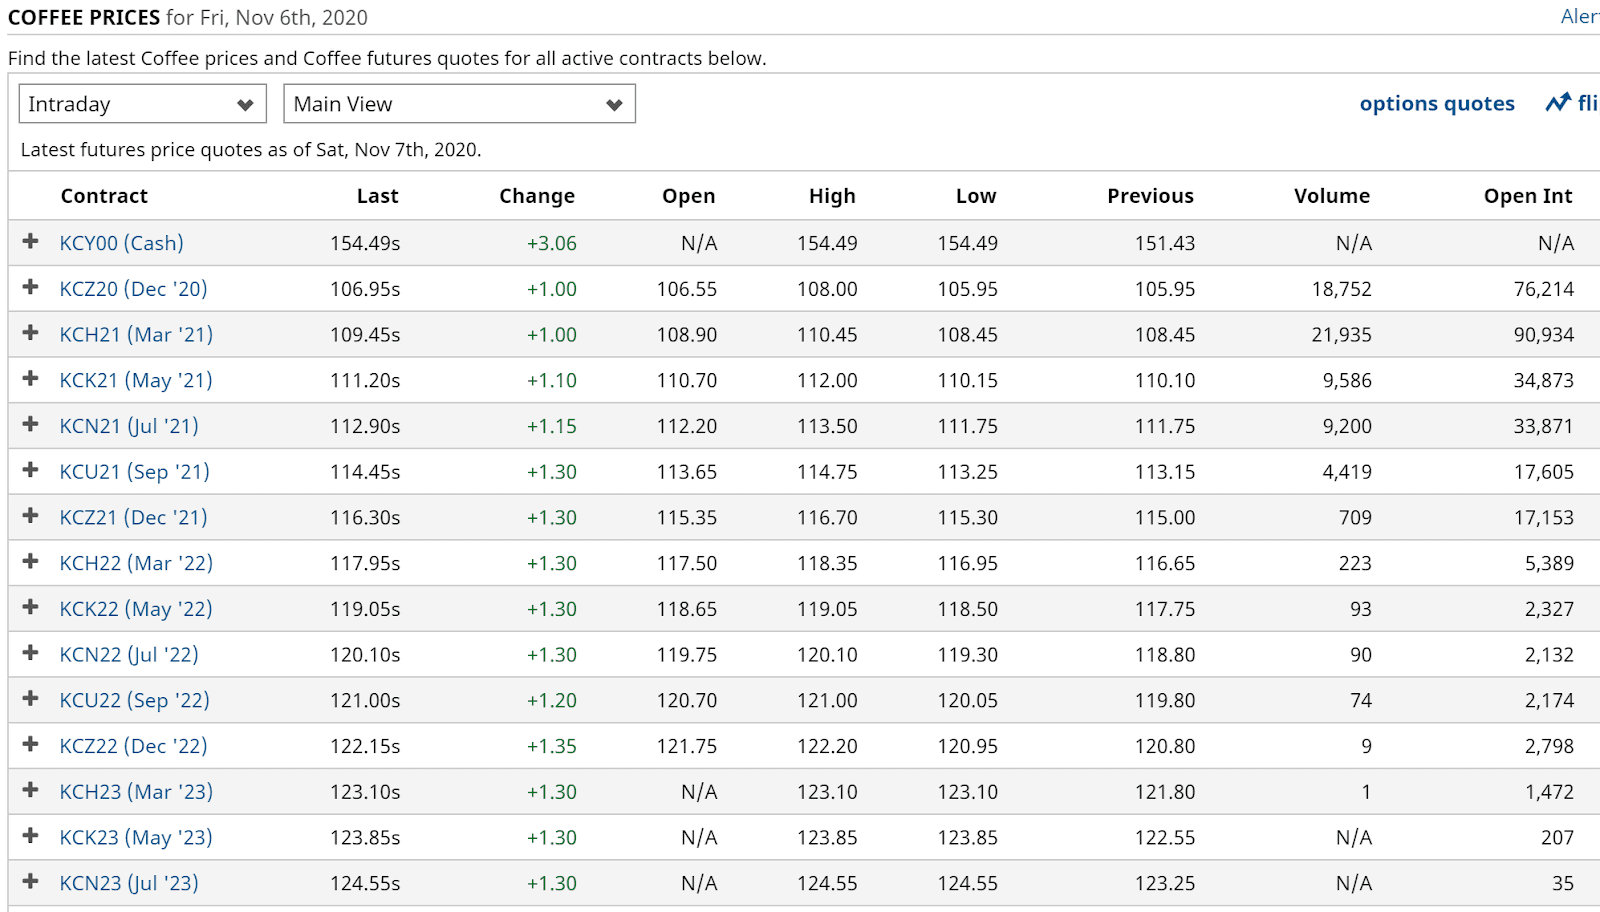 COFFEE PRICES for Fri, Nov 6th, 2020 Aler
Find the latest Coffee prices and Coffee futures quotes for all active contracts below.
Intraday Main View options quotes fli
Latest futures price quotes as of Sat, Nov 7th, 2020.
Contract Last Change Open High Low Previous Volume Open Int
KCY00 (Cash) 154.49s +3.06 N/A 154.49 154.49 151.43 N/A N/A
KCZ20 (Dec '20) 106.95s +1.00 106.55 108.00 105.95 105.95 18,752 76,214
KCH21 (Mar '21) 109.45s +1.00 108.90 110.45 108.45 108.45 21,935 90,934
KCK21 (May '21) 111.20s +1.10 110.70 112.00 110.15 110.10 9,586 34,873
KCN21 (Jul '21) 112.90s +1.15 112.20 113.50 111.75 111.75 9,200 33,871
KCU21 (Sep '21) 114.45s +1.30 113.65 114.75 113.25 113.15 4,419 17,605
KCZ21 (Dec '21) 116.30s +1.30 115.35 116.70 115.30 115.00 709 17,153
KCH22 (Mar '22) 117.95s +1.30 117.50 118.35 116.95 116.65 223 5,389
KCK22 (May '22) 119.05s +1.30 118.65 119.05 118.50 117.75 93 2,327
KCN22 (Jul '22) 120.10s +1.30 119.75 120.10 119.30 118.80 90 2,132
KCU22 (Sep '22) 121.00s +1.20 120.70 121.00 120.05 119.80 74 2,174
KCZ22 (Dec '22) 122.15s +1.35 121.75 122.20 120.95 120.80 9 2,798
KCH23 (Mar '23) 123.10s +1.30 N/A 123.10 123.10 121.80 1 1,472
KCK23 (May '23) 123.85s +1.30 N/A 123.85 123.85 122.55 N/A 207
KCN23 (Jul '23) 124.55s +1.30 N/A 124.55 124.55 123.25 N/A 35